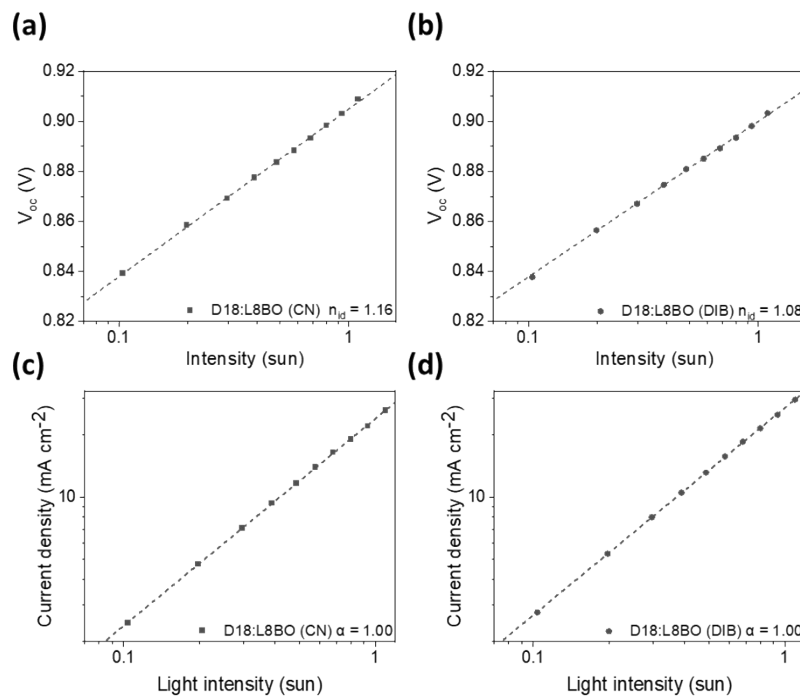 (a)
0.92
0.90
0.88
0.86
0.84
0.82
V_oc (V)
D18:L8BO (CN) n_id = 1.16
0.1
1
Intensity (sun)
(b)
0.92
0.90
0.88
0.86
0.84
0.82
V_oc (V)
D18:L8BO (DIB) n_id = 1.08
0.1
1
Intensity (sun)
(c)
10
Current density (mA cm⁻²)
D18:L8BO (CN) α = 1.00
0.1
1
Light intensity (sun)
(d)
10
Current density (mA cm⁻²)
D18:L8BO (DIB) α = 1.00
0.1
1
Light intensity (sun)